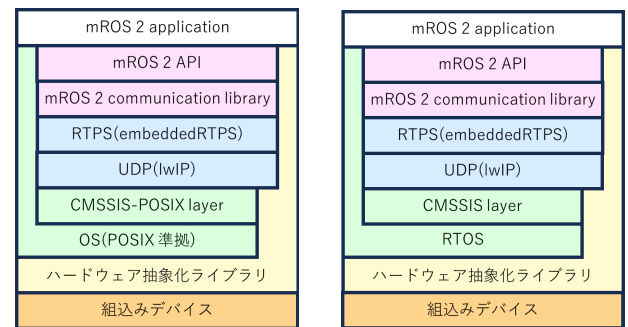 mROS 2 application
mROS 2 API
mROS 2 communication library
RTPS(embeddedRTPS)
UDP(lwIP)
CMSSIS-POSIX layer
OS(POSIX 準拠)
ハードウェア抽象化ライブラリ
組込みデバイス
mROS 2 application
mROS 2 API
mROS 2 communication library
RTPS(embeddedRTPS)
UDP(lwIP)
CMSSIS layer
RTOS
ハードウェア抽象化ライブラリ
組込みデバイス